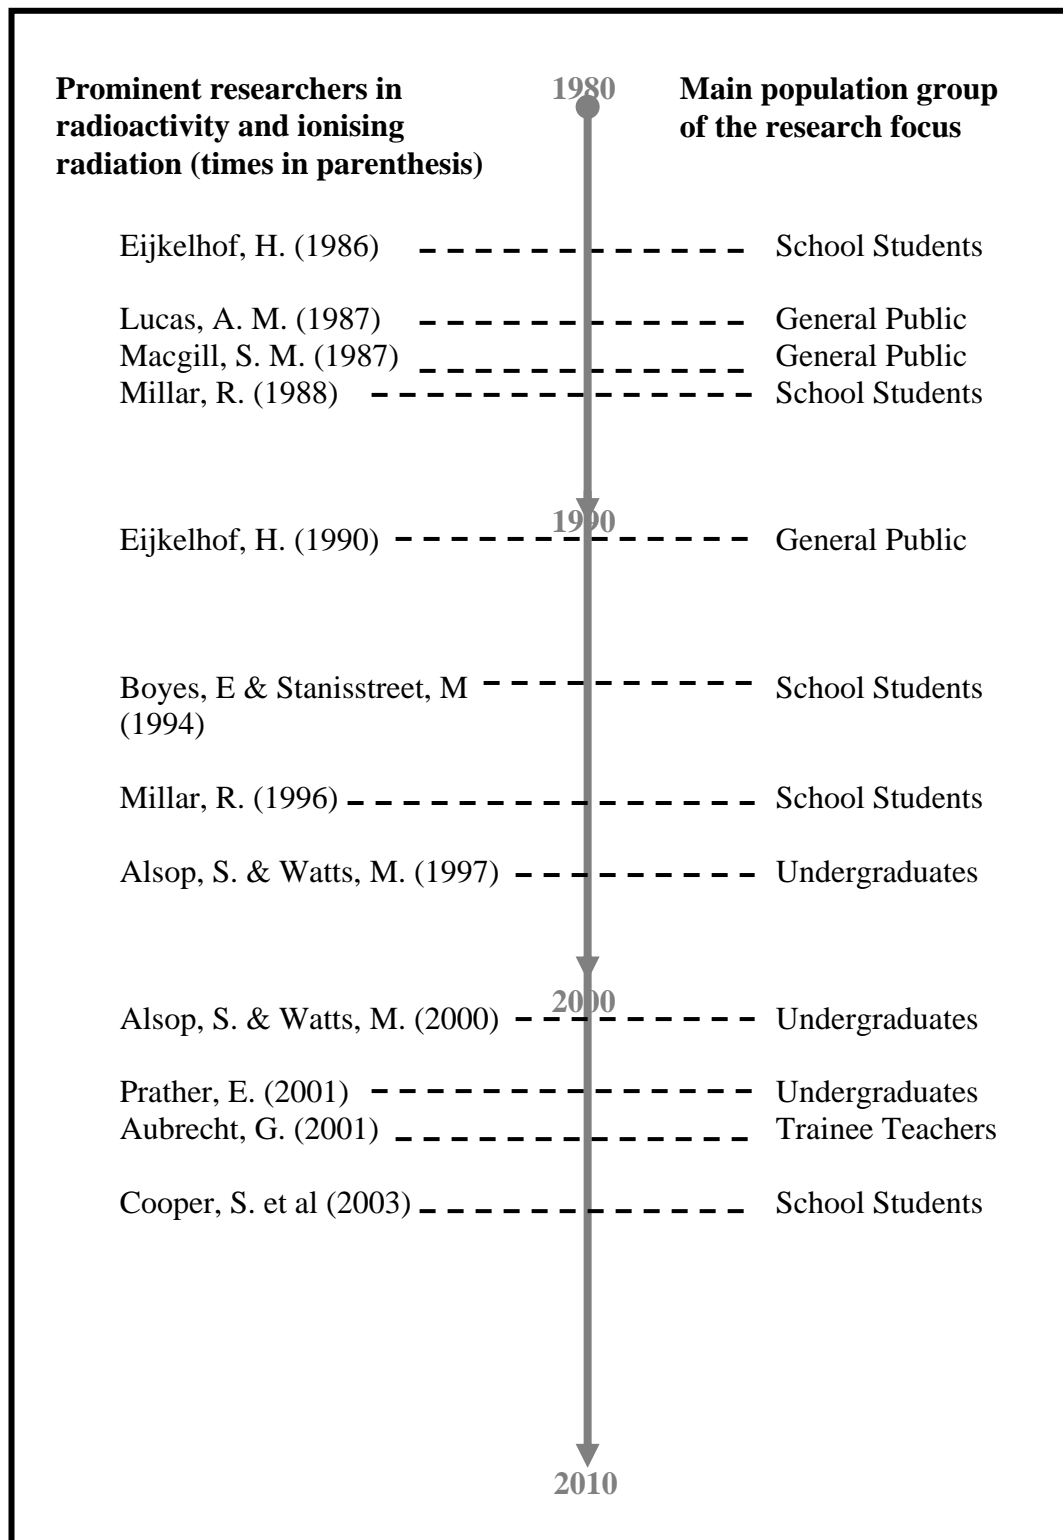 Prominent researchers in
radioactivity and ionising
radiation (times in parenthesis)
1980
Main population group
of the research focus
Eijkelhof, H. (1986)
School Students
Lucas, A. M. (1987)
General Public
Macgill, S. M. (1987)
General Public
Millar, R. (1988)
School Students
1990
Eijkelhof, H. (1990)
General Public
Boyes, E & Stanisstreet, M
(1994)
School Students
Millar, R. (1996)
School Students
Alsop, S. & Watts, M. (1997)
Undergraduates
2000
Alsop, S. & Watts, M. (2000)
Undergraduates
Prather, E. (2001)
Undergraduates
Aubrecht, G. (2001)
Trainee Teachers
Cooper, S. et al (2003)
School Students
2010